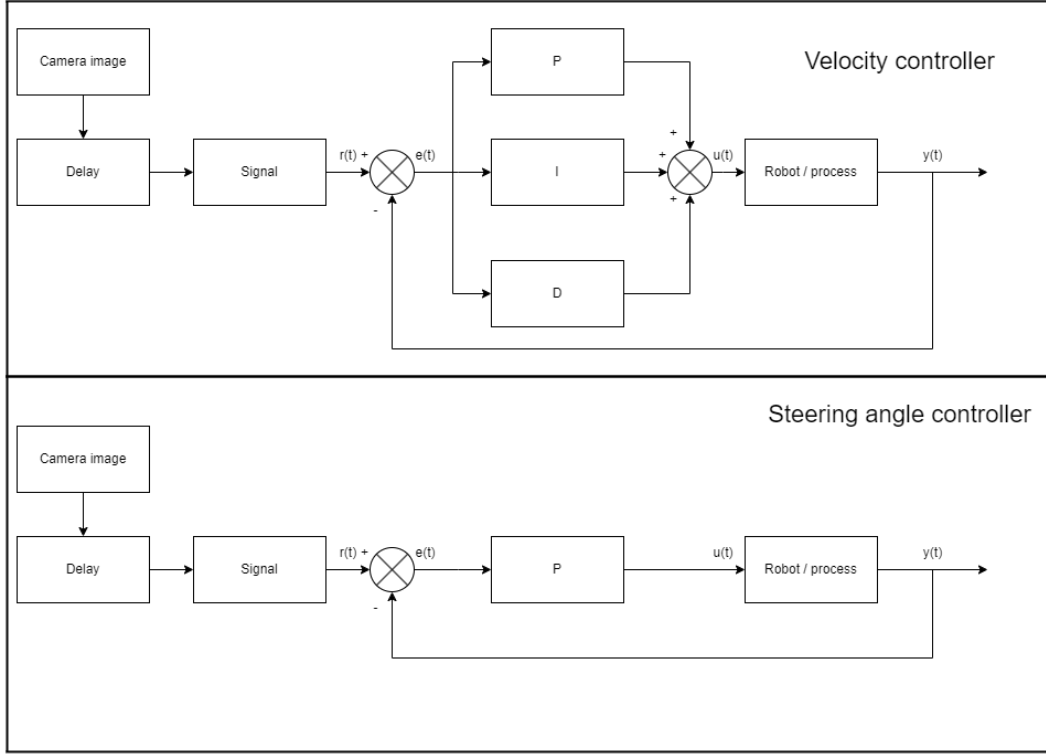 Velocity controller
Camera image
P
Delay
Signal
r(t) +
-
e(t)
I
D
+
+
+
u(t)
Robot / process
y(t)
Steering angle controller
Camera image
Delay
Signal
r(t) +
-
e(t)
P
u(t)
Robot / process
y(t)